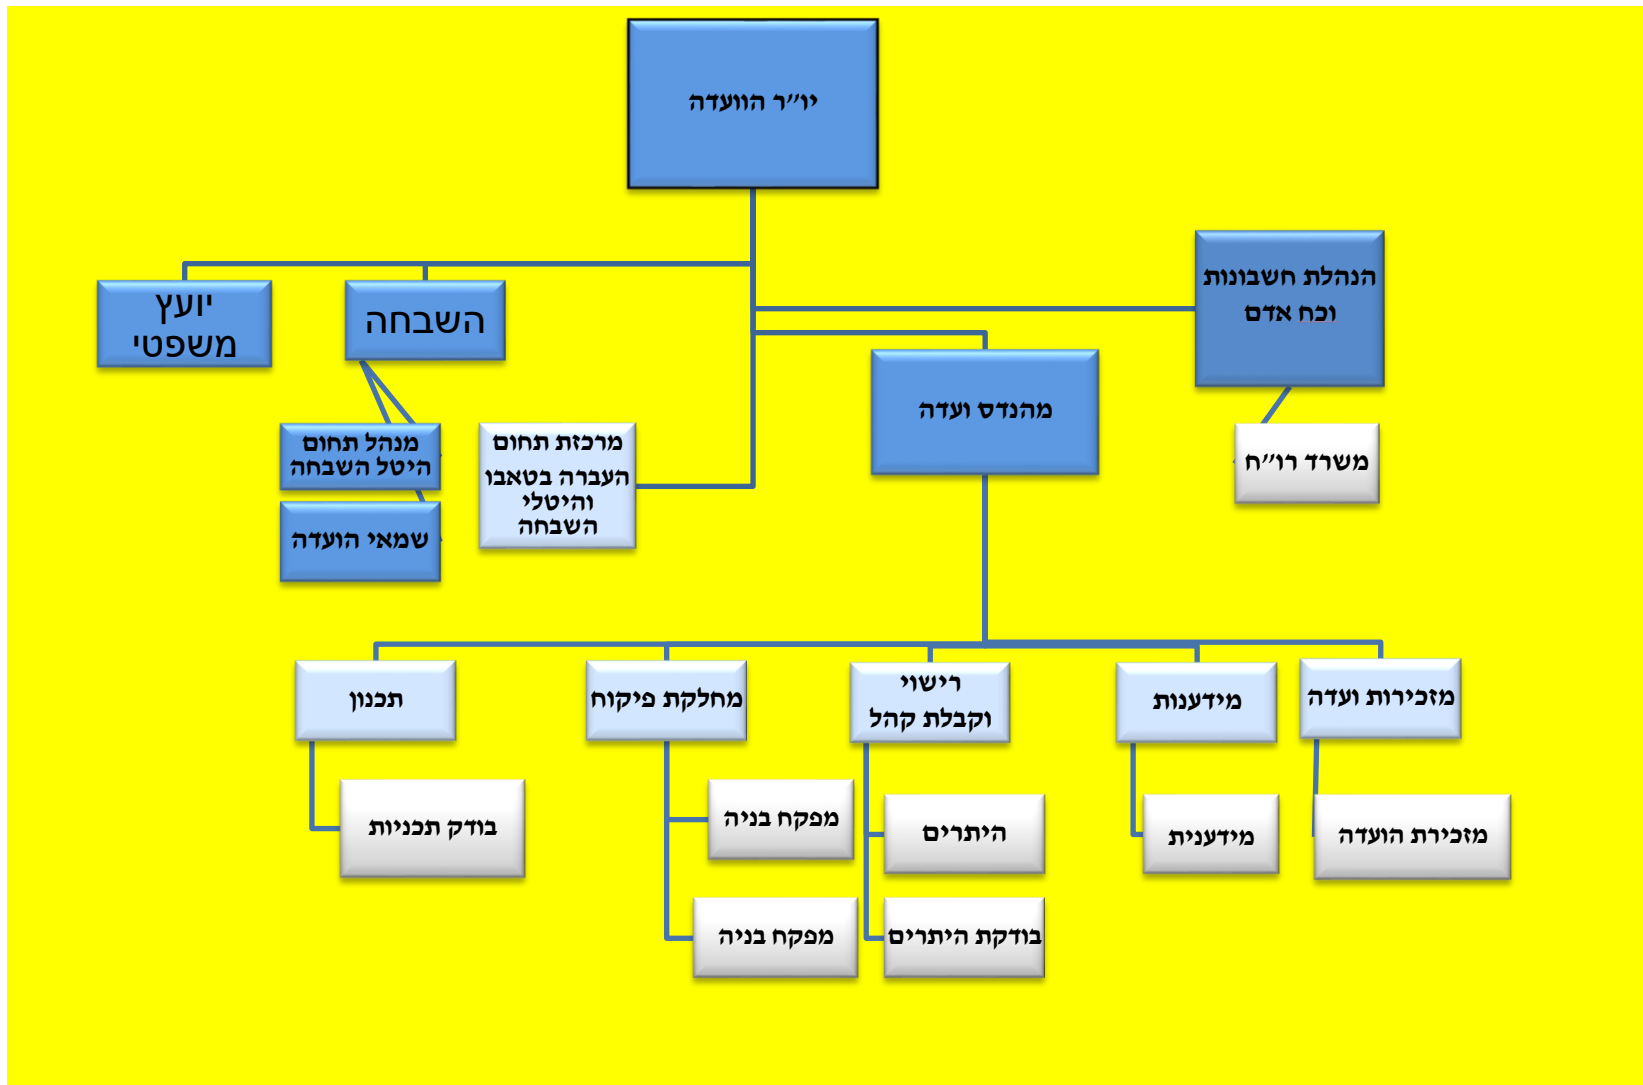 יו״ר הוועדה
הנהלת חשבונות
וכח אדם
השבחה
יועץ
משפטי
מהנדס ועדה
משרד רו״ח
מרכזת תחום
העברה בטאבו
והיטלי
השבחה
מנהל תחום
היטל השבחה
שמאי הועדה
מזכירות ועדה
מידענות
רישוי
וקבלת קהל
מחלקת פיקוח
תכנון
מזכירת הועדה
מידענית
היתרים
מפקח בניה
בודק תכניות
בודקת היתרים
מפקח בניה